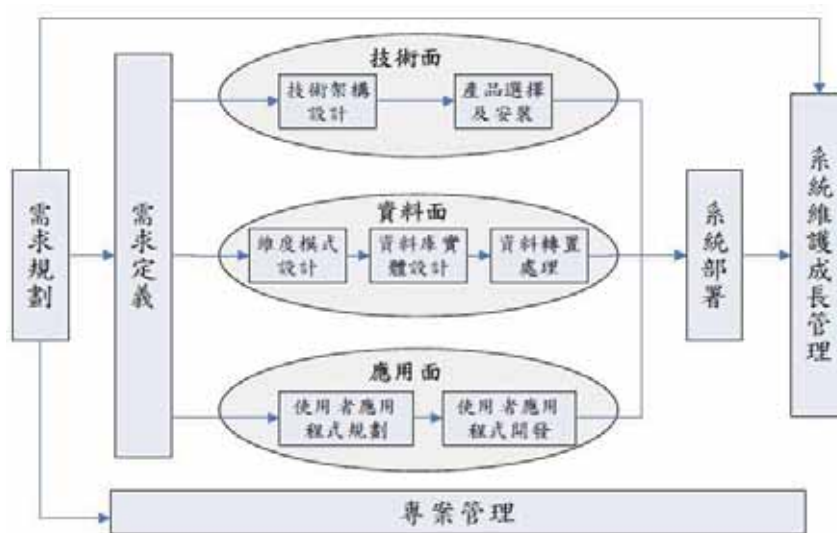 需求規劃
需求定義
技術面
技術架構
設計
產品選擇
及安裝
資料面
維度模式
設計
資料庫實
體設計
資料轉置
處理
應用面
使用者應用
程式規劃
使用者應用
程式開發
系統部署
系統維護成長管理
專案管理